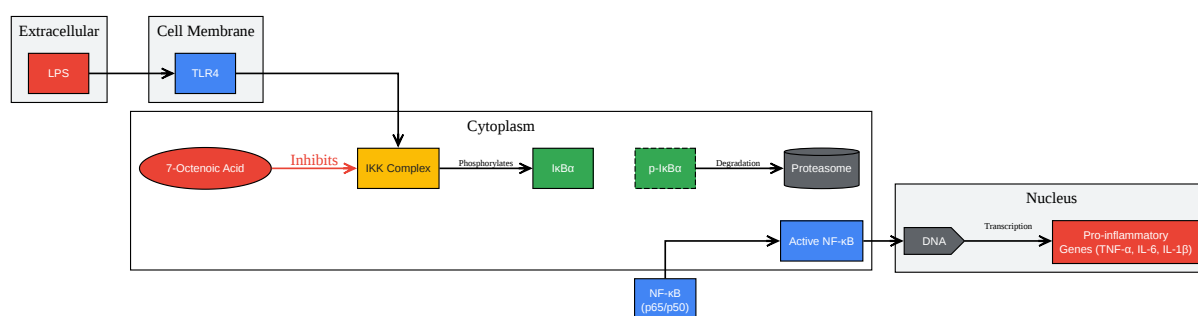 Extracellular
LPS
Cell Membrane
TLR4
Cytoplasm
7-Octenoic Acid
Inhibits
IKK Complex
Phosphorylates
IκBα
p-IκBα
Degradation
Proteasome
Active NF-κB
NF-κB
(p65/p50)
Nucleus
DNA
Transcription
Pro-inflammatory
Genes (TNF-α, IL-6, IL-1β)